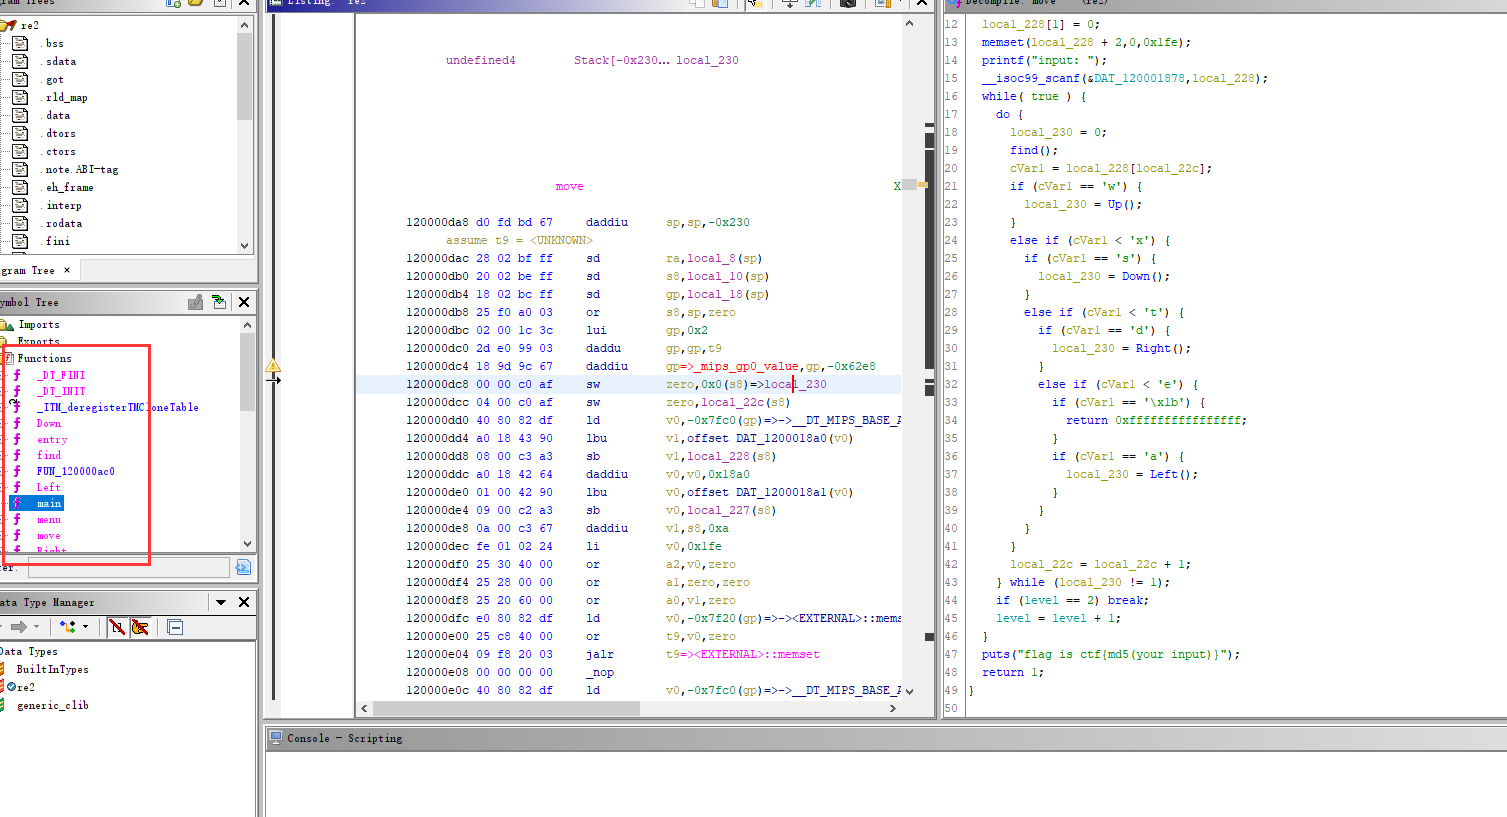 gram Trees
re2
.bss
.sdata
.got
.rld_map
.data
.dtors
.ctors
.note.ABI-tag
.eh_frame
.interp
.rodata
.fini
gram Tree ×
ymbol Tree
Imports
Exports
Functions
f _DT_FINI
f _DT_INIT
f _ITM_deregisterTMCloneTable
f Down
f entry
f find
f FUN_120000ac0
f Left
f main
f menu
f move
f Right
ter:
ata Type Manager
Data Types
BuiltInTypes
re2
generic_clib
Listing: re2
undefined4 Stack[-0x230... local_230
move X
120000da8 d0 fd bd 67 daddiu sp,sp,-0x230
assume t9 = <UNKNOWN>
120000dac 28 02 bf ff sd ra,local_8(sp)
120000db0 20 02 be ff sd s8,local_10(sp)
120000db4 18 02 bc ff sd gp,local_18(sp)
120000db8 25 f0 a0 03 or s8,sp,zero
120000dbc 02 00 1c 3c lui gp,0x2
120000dc0 2d e0 99 03 daddu gp,gp,t9
120000dc4 18 9d 9c 67 daddiu gp=>_mips_gp0_value,gp,-0x62e8
120000dc8 00 00 c0 af sw zero,0x0(s8)=>local_230
120000dcc 04 00 c0 af sw zero,local_22c(s8)
120000dd0 40 80 82 df ld v0,-0x7fc0(gp)=>->__DT_MIPS_BASE_A
120000dd4 a0 18 43 90 lbu v1,offset DAT_1200018a0(v0)
120000dd8 08 00 c3 a3 sb v1,local_228(s8)
120000ddc a0 18 42 64 daddiu v0,v0,0x18a0
120000de0 01 00 42 90 lbu v0,offset DAT_1200018a1(v0)
120000de4 09 00 c2 a3 sb v0,local_227(s8)
120000de8 0a 00 c3 67 daddiu v1,s8,0xa
120000dec fe 01 02 24 li v0,0x1fe
120000df0 25 30 40 00 or a2,v0,zero
120000df4 25 28 00 00 or a1,zero,zero
120000df8 25 20 60 00 or a0,v1,zero
120000dfc e0 80 82 df ld v0,-0x7f20(gp)=>-><EXTERNAL>::mems
120000e00 25 c8 40 00 or t9,v0,zero
120000e04 09 f8 20 03 jalr t9=><EXTERNAL>::memset
120000e08 00 00 00 00 _nop
120000e0c 40 80 82 df ld v0,-0x7fc0(gp)=>->__DT_MIPS_BASE_A
Console - Scripting
Decompile: move (re2)
12 local_228[1] = 0;
13 memset(local_228 + 2,0,0x1fe);
14 printf("input: ");
15 __isoc99_scanf(&DAT_120001878,local_228);
16 while( true ) {
17 do {
18 local_230 = 0;
19 find();
20 cVar1 = local_228[local_22c];
21 if (cVar1 == 'w') {
22 local_230 = Up();
23 }
24 else if (cVar1 < 'x') {
25 if (cVar1 == 's') {
26 local_230 = Down();
27 }
28 else if (cVar1 < 't') {
29 if (cVar1 == 'd') {
30 local_230 = Right();
31 }
32 else if (cVar1 < 'e') {
33 if (cVar1 == '\x1b') {
34 return 0xffffffffffffffff;
35 }
36 if (cVar1 == 'a') {
37 local_230 = Left();
38 }
39 }
40 }
41 }
42 local_22c = local_22c + 1;
43 } while (local_230 != 1);
44 if (level == 2) break;
45 level = level + 1;
46 }
47 puts("flag is ctf{md5(your input)}");
48 return 1;
49 }
50